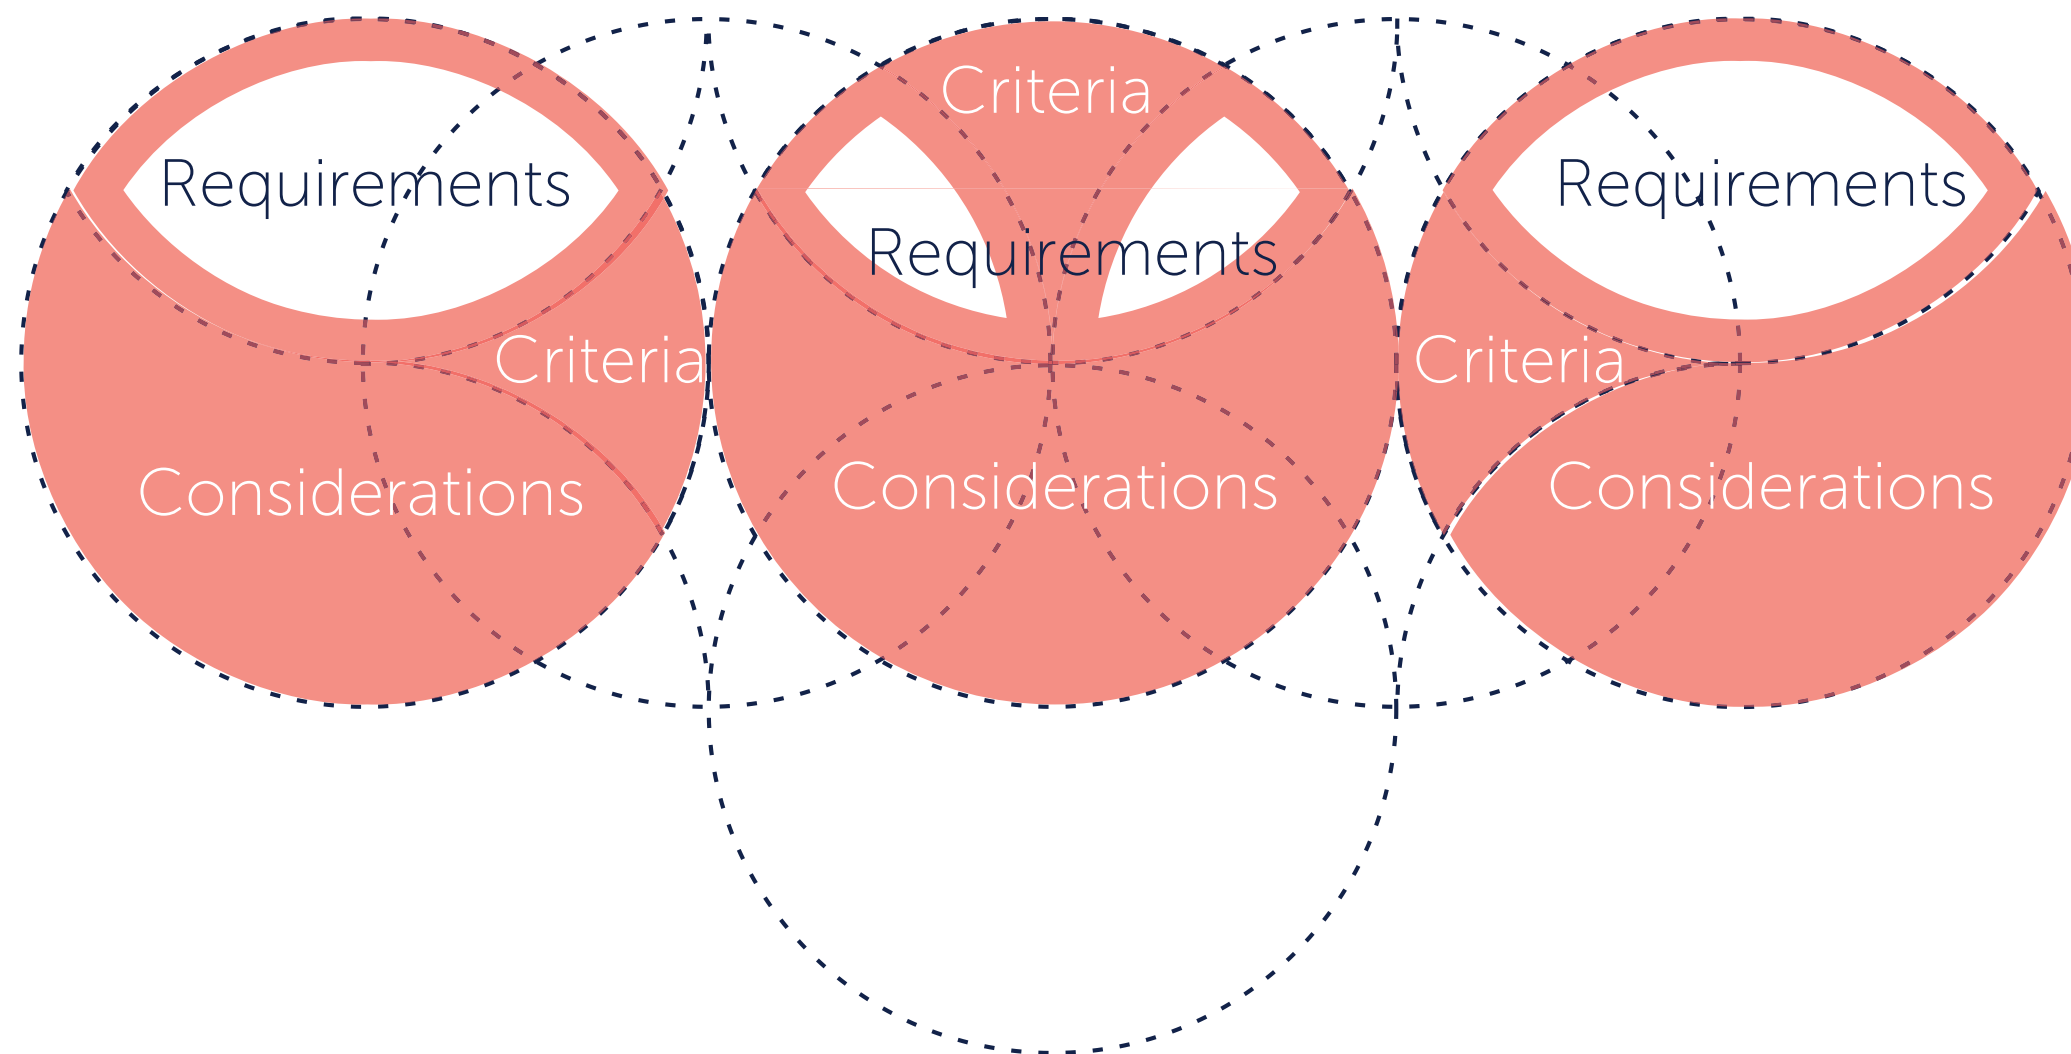 Requirements
Criteria
Considerations
Criteria
Requirements
Considerations
Requirements
Criteria
Considerations